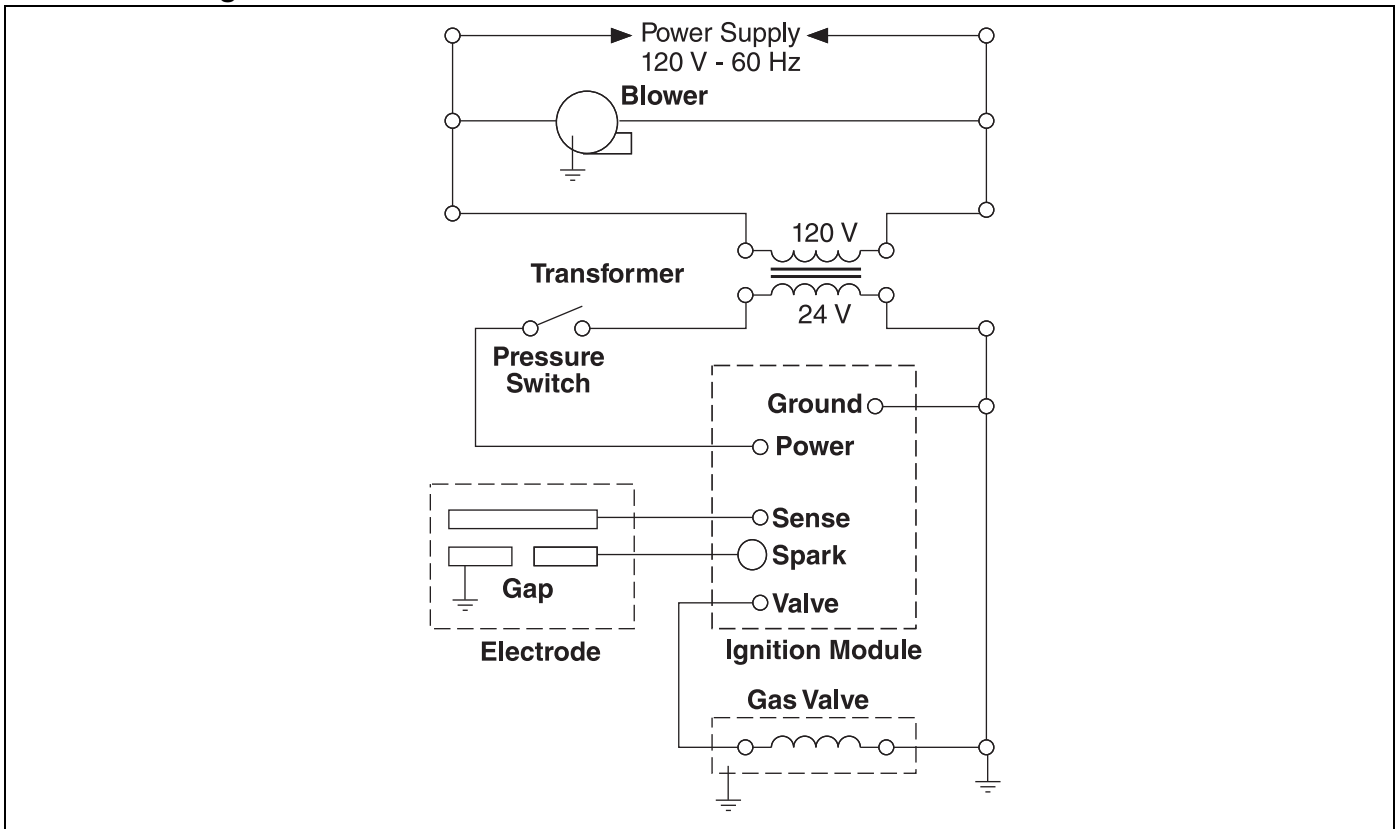 Power Supply
120 V - 60 Hz
Blower
120 V
Transformer
24 V
Pressure
Switch
Ground
Power
Sense
Spark
Gap
Valve
Electrode
Ignition Module
Gas Valve